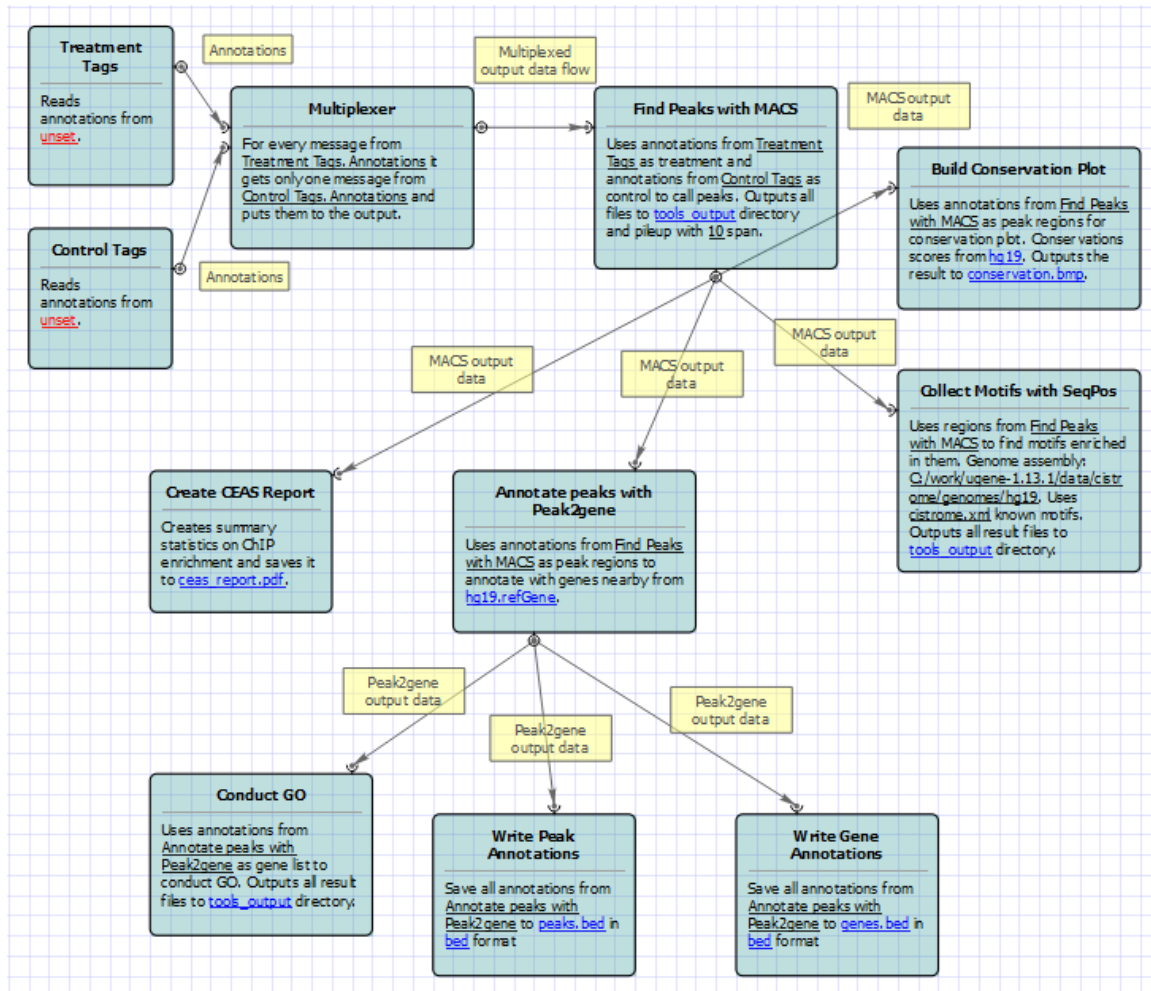 Treatment
Tags
Reads
annotations from
unset.
Annotations
Control Tags
Reads
annotations from
unset.
Annotations
Multiplexer
For every message from
Treatment Tags. Annotations it
gets only one message from
Control Tags. Annotations and
puts them to the output.
Multiplexed
output data flow
Find Peaks with MACS
Uses annotations from Treatment
Tags as treatment and
annotations from Control Tags as
control to call peaks. Outputs all
files to tools_output directory
and pileup with 10 span.
MACS output
data
Build Conservation Plot
Uses annotations from Find Peaks
with MACS as peak regions for
conservation plot. Conservations
scores from hg19. Outputs the
result to conservation.bmp.
MACS output
data
MACS output
data
MACS output
data
Collect Motifs with SeqPos
Uses regions from Find Peaks
with MACS to find motifs enriched
in them. Genome assembly:
C:/work/ugene-1.13.1/data/cistr
ome/genomes/hg19. Uses
cistrome.xml known motifs.
Outputs all result files to
tools_output directory.
Create CEAS Report
Creates summary
statistics on ChIP
enrichment and saves it
to ceas_report.pdf.
Annotate peaks with
Peak2gene
Uses annotations from Find Peaks
with MACS as peak regions to
annotate with genes nearby from
hg19.refGene.
Peak2gene
output data
Peak2gene
output data
Peak2gene
output data
Conduct GO
Uses annotations from
Annotate peaks with
Peak2gene as gene list to
conduct GO. Outputs all result
files to tools_output directory.
Write Peak
Annotations
Save all annotations from
Annotate peaks with
Peak2gene to peaks.bed in
bed format
Write Gene
Annotations
Save all annotations from
Annotate peaks with
Peak2gene to genes.bed in
bed format